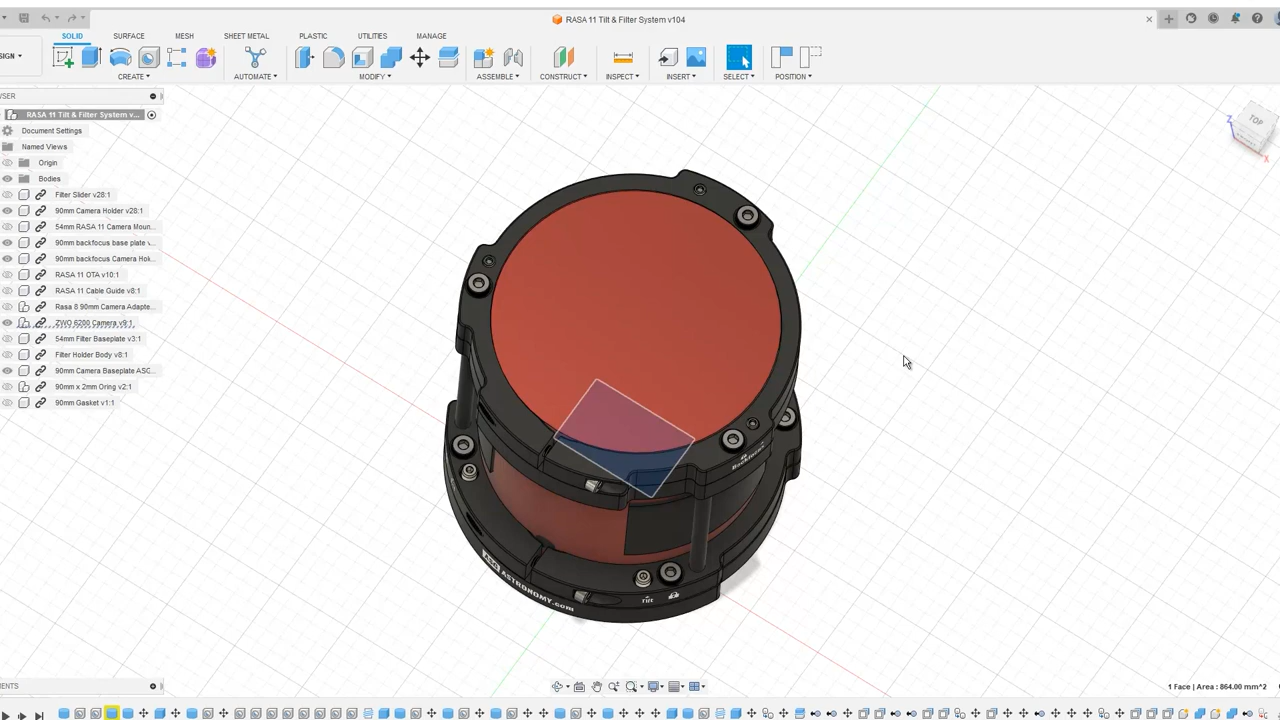 RASA 11 Tilt & Filter System v104
SOLID
SURFACE
MESH
SHEET METAL
PLASTIC
UTILITIES
MANAGE
SIGN
CREATE
AUTOMATE
MODIFY
ASSEMBLE
CONSTRUCT
INSPECT
INSERT
SELECT
POSITION
WSER
RASA 11 Tilt & Filter System v...
Document Settings
Named Views
Origin
Bodies
Filter Slider v28:1
90mm Camera Holder v28:1
54mm RASA 11 Camera Moun...
90mm backfocus base plate v...
90mm backfocus Camera Hol...
RASA 11 OTA v10:1
RASA 11 Cable Guide v8:1
Rasa 8 90mm Camera Adapte...
ZWO 6200 Camera v9:1
54mm Filter Baseplate v3:1
Filter Holder Body v8:1
90mm Camera Baseplate ASC...
90mm x 2mm Oring v2:1
90mm Gasket v1:1
TOP
Z
X
Backfocus
ASTRONOMY.com
Tilt
MENTS
1 Face | Area : 864.00 mm^2